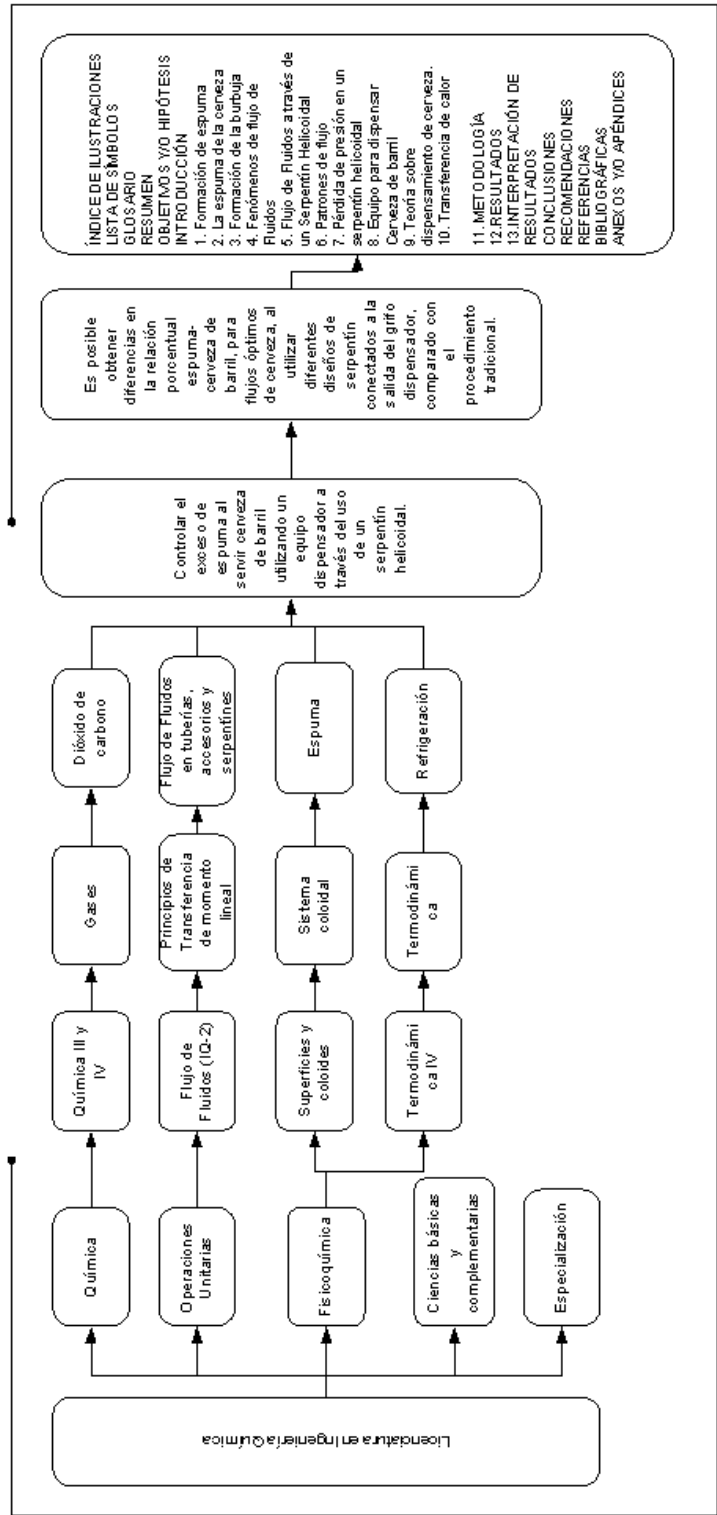 Licenciatura en Ingeniería Química
Química
Operaciones
Unitarias
Fisicoquímica
Ciencias básicas
y
complementarias
Especialización
Química III y
IV
Flujo de
Fluidos (IQ-2)
Superficies y
coloides
Termodinámi
ca IV
Gases
Principios de
Transferencia
de momento
lineal
Sistema
coloidal
Termodinámi
ca
Dióxido de
carbono
Flujo de Fluidos
en tuberías,
accesorios y
serpentines
Espuma
Refrigeración
Controlar el
exceso de
espuma al
servir cerveza
de barril
utilizando un
equipo
dispensador a
través del uso
de un
serpentín
helicoidal.
Es posible
obtener
diferencias en
la relación
porcentual
espuma-
cerveza de
barril, para
flujos óptimos
de cerveza, al
utilizar
diferentes
diseños de
serpentín
conectados a la
salida del grifo
dispensador,
comparado con
el
procedimiento
tradicional.
ÍNDICE DE ILUSTRACIONES
LISTA DE SÍMBOLOS
GLOSARIO
RESUMEN
OBJETIVOS Y/O HIPÓTESIS
INTRODUCCIÓN
1. Formación de espuma
2. La espuma de la cerveza
3. Formación de la burbuja
4. Fenómenos de flujo de
Fluidos
5. Flujo de Fluidos a través de
un Serpentín Helicoidal
6. Patrones de flujo
7. Pérdida de presión en un
serpentín helicoidal
8. Equipo para dispensar
Cerveza de barril
9. Teoría sobre
dispensamiento de cerveza.
10. Transferencia de calor
11. METODOLOGÍA
12. RESULTADOS
13. INTERPRETACIÓN DE
RESULTADOS
CONCLUSIONES
RECOMENDACIONES
REFERENCIAS
BIBLIOGRÁFICAS
ANEXOS Y/O APÉNDICES